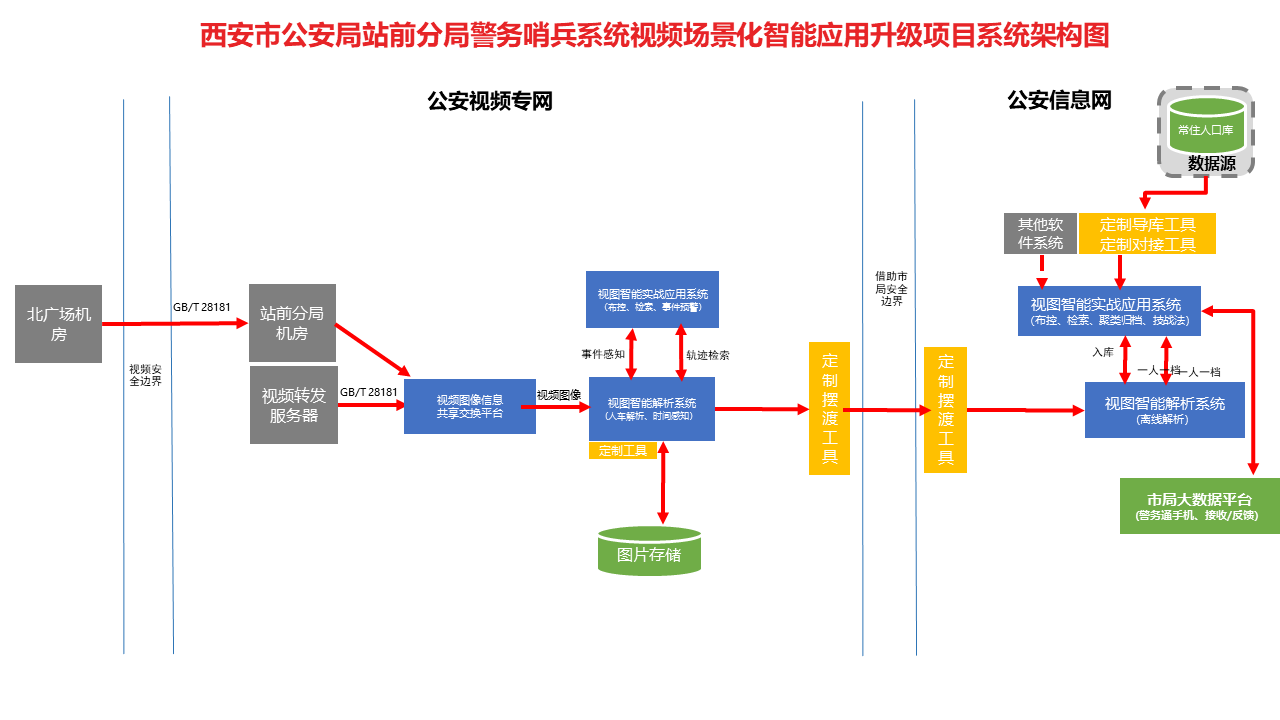 西安市公安局站前分局警务哨兵系统视频场景化智能应用升级项目系统架构图
公安视频专网
公安信息网
常住人口库
数据源
其他软
件系统
定制导库工具
定制对接工具
北广场机
房
视频安
全边界
GB/T 28181
站前分局
机房
视频转发
服务器
GB/T 28181
视频图像信息
共享交换平台
视频图像
视图智能实战应用系统
（布控、检索、事件预警）
事件感知
轨迹检索
视图智能解析系统
（人车解析、时间感知）
定制工具
图片存储
定
制
摆
渡
工
具
借助市
局安全
边界
定
制
摆
渡
工
具
视图智能实战应用系统
（布控、检索、聚类归档、技战法）
入库
一人一档
一人一档
视图智能解析系统
（离线解析）
市局大数据平台
(警务通手机、接收/反馈)